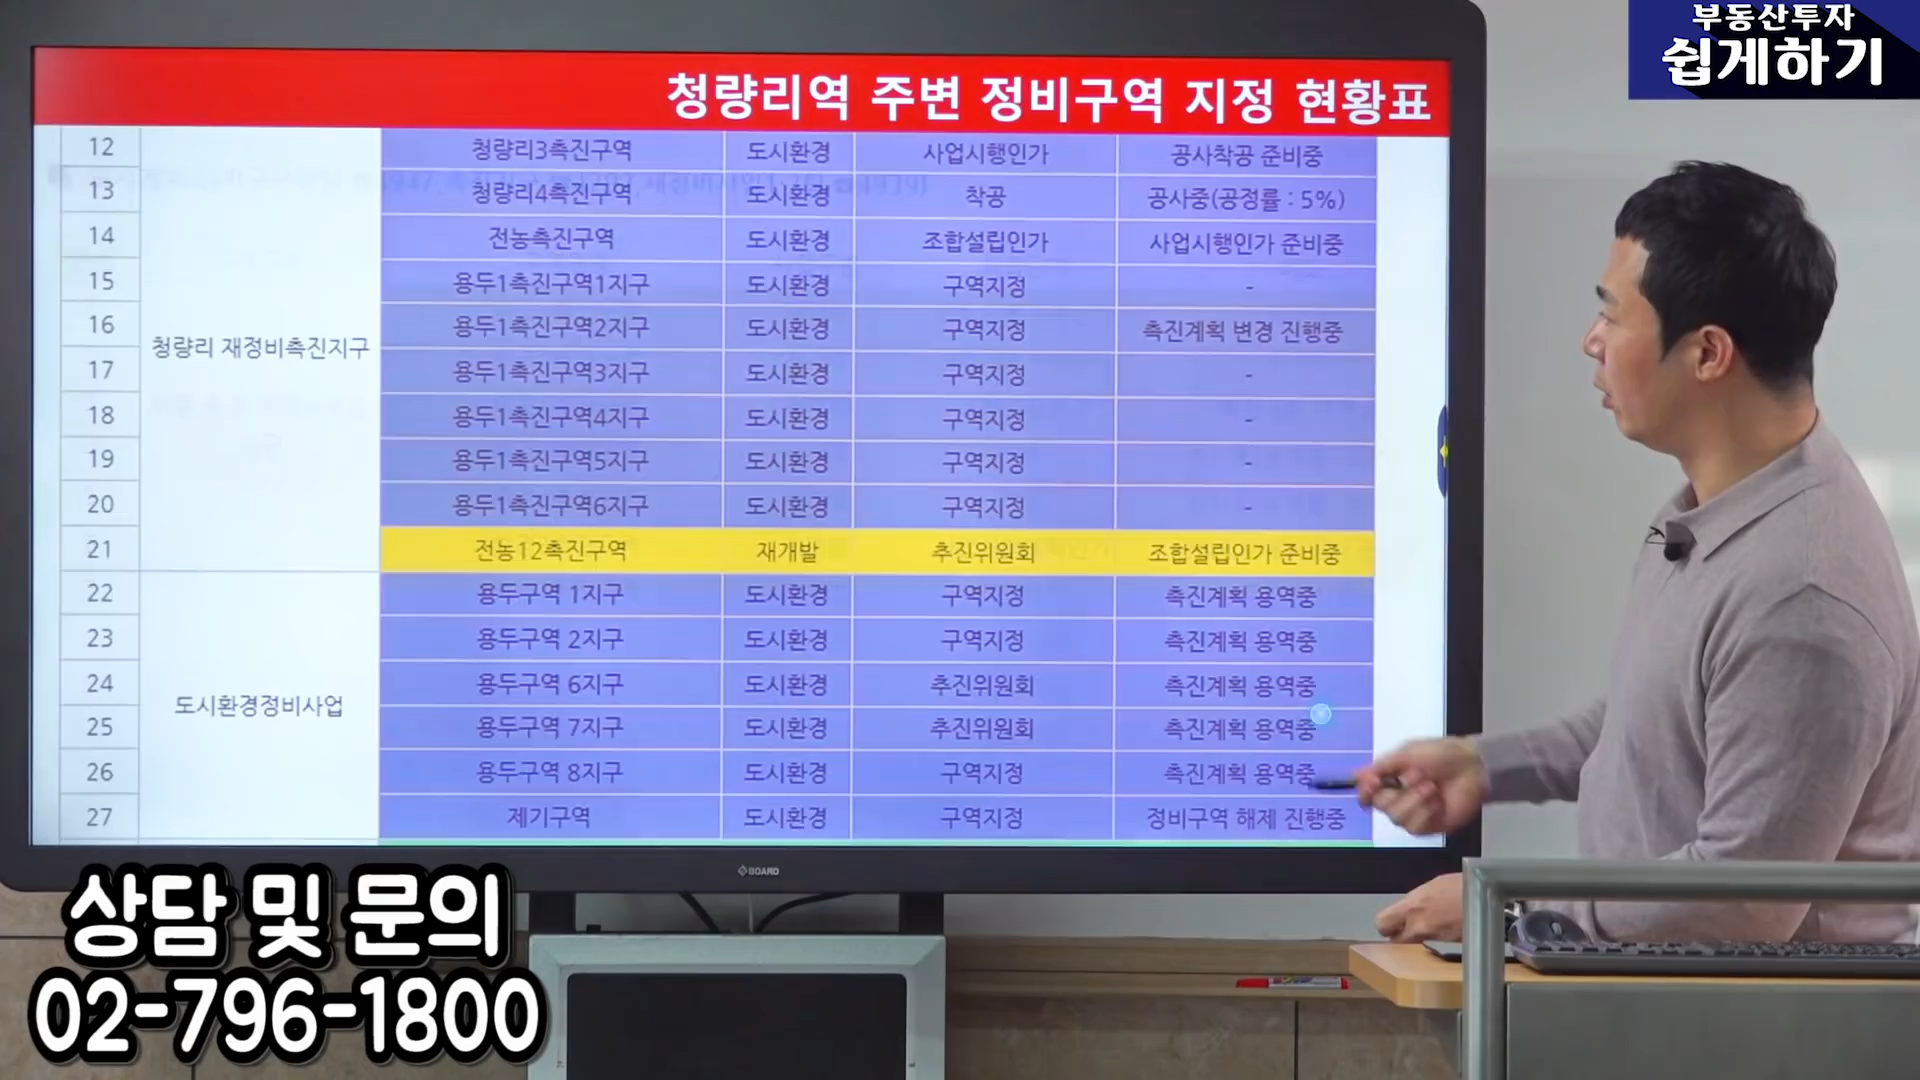 부동산투자
쉽게하기
청량리역 주변 정비구역 지정 현황표
12 청량리3촉진구역 도시환경 사업시행인가 공사착공 준비중
13 청량리4촉진구역 도시환경 착공 공사중(공정률 : 5%)
14 전농촉진구역 도시환경 조합설립인가 사업시행인가 준비중
15 용두1촉진구역1지구 도시환경 구역지정 -
16 용두1촉진구역2지구 도시환경 구역지정 촉진계획 변경 진행중
청량리 재정비촉진지구
17 용두1촉진구역3지구 도시환경 구역지정 -
18 용두1촉진구역4지구 도시환경 구역지정 -
19 용두1촉진구역5지구 도시환경 구역지정 -
20 용두1촉진구역6지구 도시환경 구역지정 -
21 전농12촉진구역 재개발 추진위원회 조합설립인가 준비중
22 용두구역 1지구 도시환경 구역지정 촉진계획 용역중
23 용두구역 2지구 도시환경 구역지정 촉진계획 용역중
24 용두구역 6지구 도시환경 추진위원회 촉진계획 용역중
도시환경정비사업
25 용두구역 7지구 도시환경 추진위원회 촉진계획 용역중
26 용두구역 8지구 도시환경 구역지정 촉진계획 용역중
27 제기구역 도시환경 구역지정 정비구역 해제 진행중
BOARD
상담 및 문의
02-796-1800